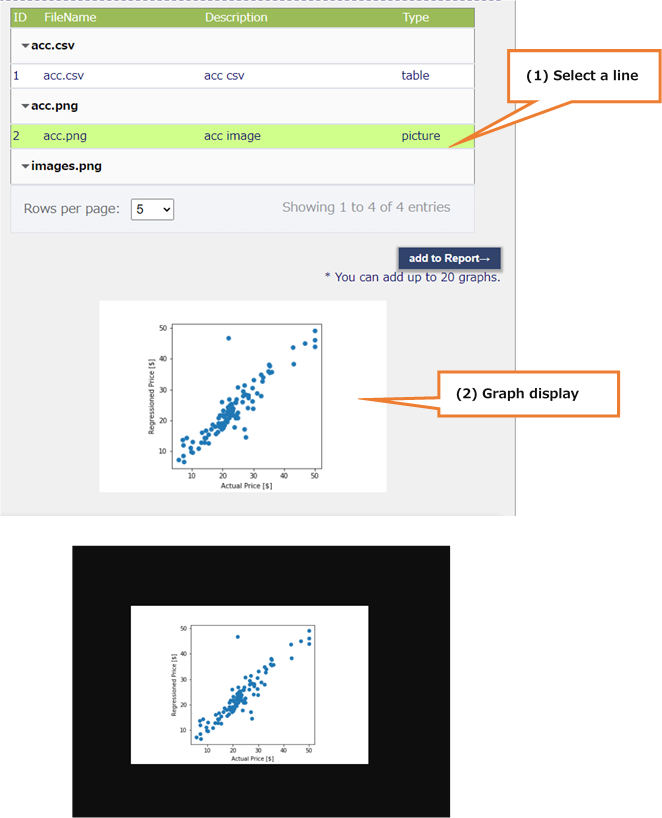 ID FileName Description Type
acc.csv
1 acc.csv acc csv table
(1) Select a line
acc.png
2 acc.png acc image picture
images.png
Rows per page: 5 Showing 1 to 4 of 4 entries
add to Report→
* You can add up to 20 graphs.
50
40
30
20
10
Regressioned Price [$]
10 20 30 40 50
Actual Price [$]
(2) Graph display
50
40
30
20
10
Regressioned Price [$]
10 20 30 40 50
Actual Price [$]